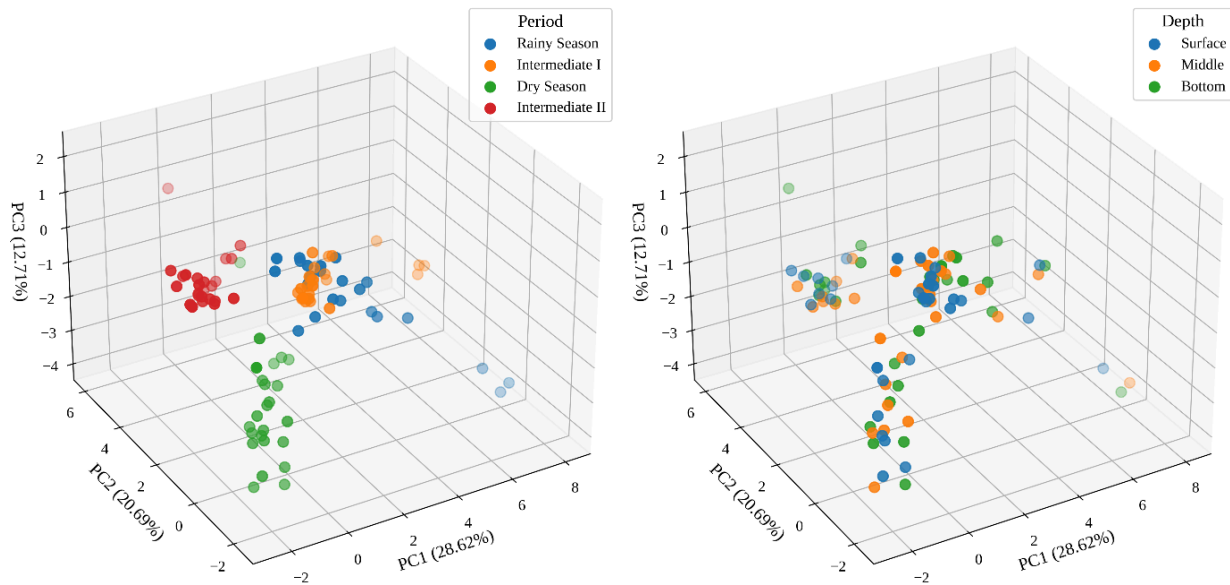 Period
Rainy Season
Intermediate I
Dry Season
Intermediate II
2
1
0
−1
−2
−3
−4
PC3 (12.71%)
6
4
2
0
−2
PC2 (20.69%)
−2
0
2
4
6
8
PC1 (28.62%)
Depth
Surface
Middle
Bottom
2
1
0
−1
−2
−3
−4
PC3 (12.71%)
6
4
2
0
−2
PC2 (20.69%)
−2
0
2
4
6
8
PC1 (28.62%)